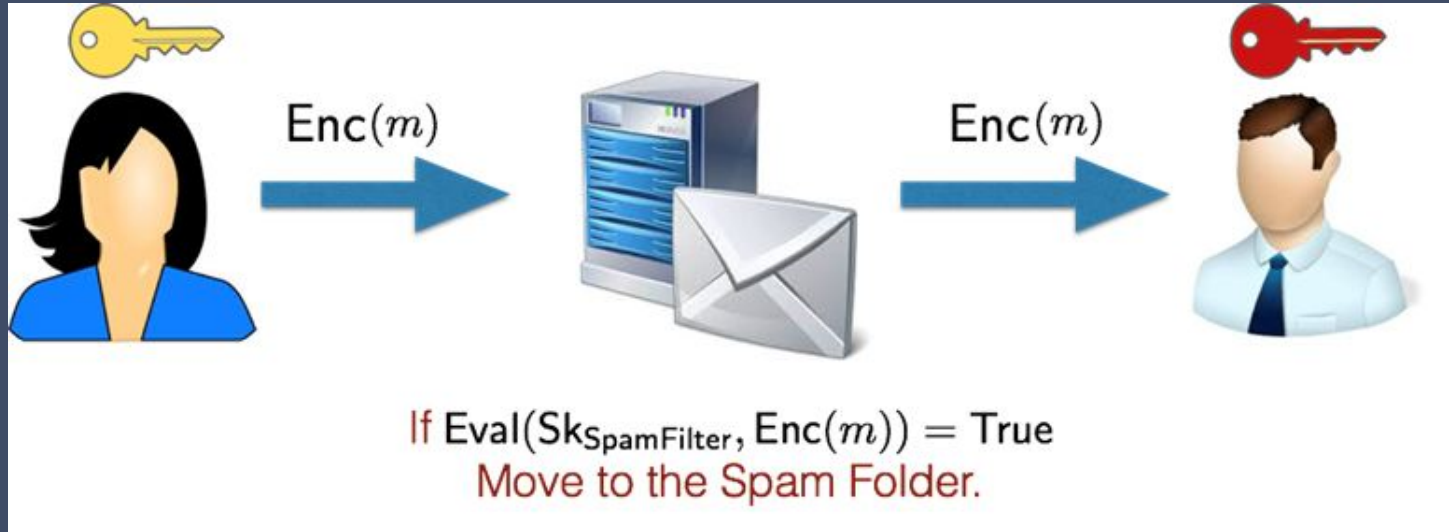 Enc(m)
Enc(m)
If Eval(Sk_SpamFilter, Enc(m)) = True
Move to the Spam Folder.